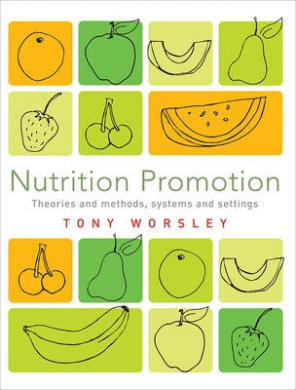 Nutrition Promotion
Theories and methods, systems and settings
TONY WORSLEY